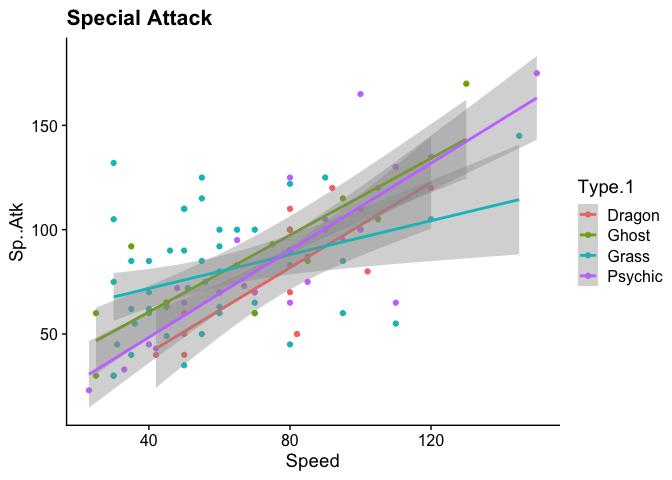 Special Attack
Sp..Atk
150
100
50
40
80
120
Speed
Type.1
Dragon
Ghost
Grass
Psychic